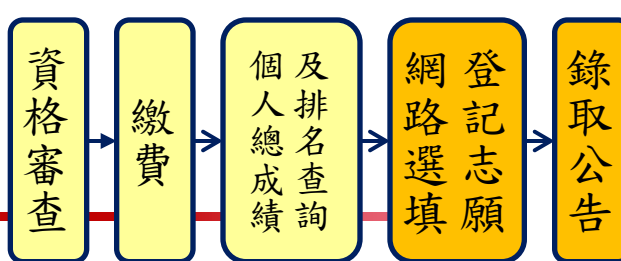 資格審查
繳費
個人總成績
及排名查詢
網路選填
登記志願
錄取公告